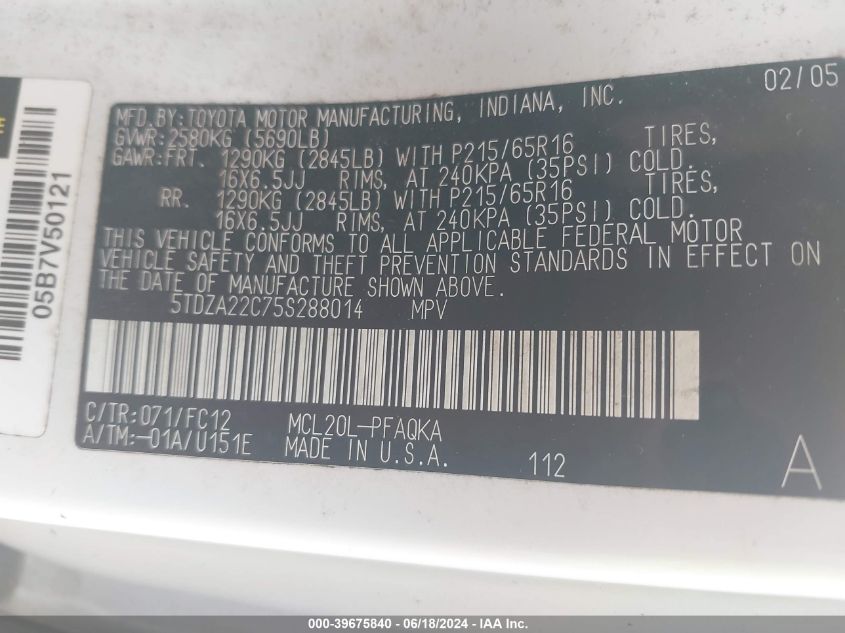 02/05
MFD.BY:TOYOTA MOTOR MANUFACTURING, INDIANA, INC.
GVWR:2580KG (5690LB)
GAWR:FRT. 1290KG (2845LB) WITH P215/65R16 TIRES,
16X6.5JJ RIMS, AT 240KPA (35PSI) COLD.
RR. 1290KG (2845LB) WITH P215/65R16 TIRES,
16X6.5JJ RIMS, AT 240KPA (35PSI) COLD.
THIS VEHICLE CONFORMS TO ALL APPLICABLE FEDERAL MOTOR
VEHICLE SAFETY AND THEFT PREVENTION STANDARDS IN EFFECT ON
THE DATE OF MANUFACTURE SHOWN ABOVE.
5TDZA22C75S288014 MPV
C/TR:071/FC12 MCL20L-PFAQKA
A/TM:-01A/U151E MADE IN U.S.A. 112 A
05B7V50121
000-39675840 - 06/18/2024 - IAA Inc.